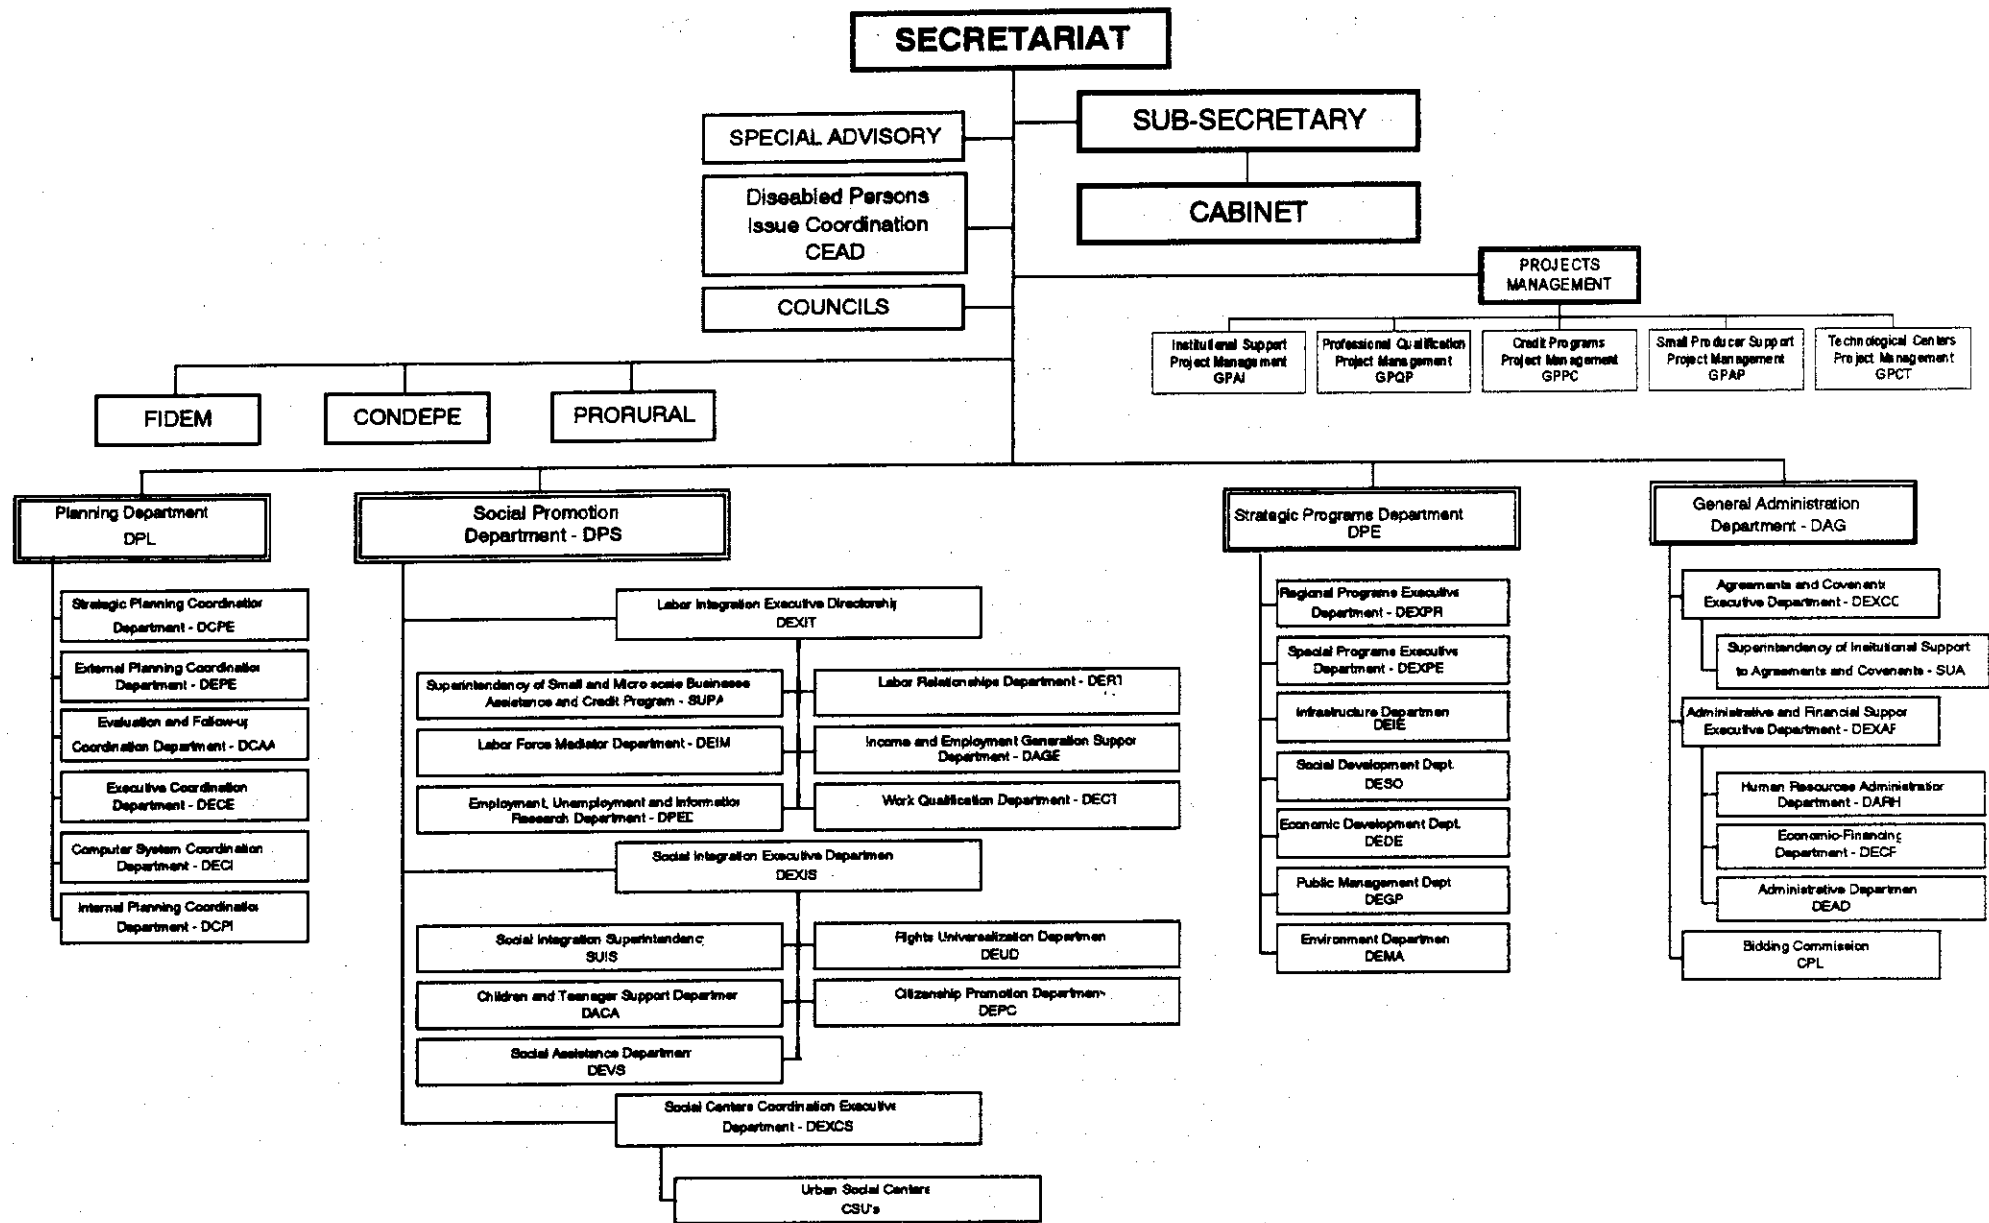 SECRETARIAT
SUB-SECRETARY
SPECIAL ADVISORY
Diseabled Persons
Issue Coordination
CEAD
CABINET
COUNCILS
PROJECTS
MANAGEMENT
Institutional Support
Project Management
GPAI
Professional Qualification
Project Management
GPQP
Credit Programs
Project Management
GPPC
Small Producer Support
Project Management
GPAP
Technological Centers
Project Management
GPCT
FIDEM
CONDEPE
PRORURAL
Planning Department
DPL
Strategic Planning Coordination
Department - DCPE
External Planning Coordination
Department - DEPE
Evaluation and Follow-up
Coordination Department - DCAA
Executive Coordination
Department - DECE
Computer System Coordination
Department - DECI
Internal Planning Coordination
Department - DCPI
Social Promotion
Department - DPS
Labor Integration Executive Directorship
DEXIT
Superintendency of Small and Micro scale Businesses
Assistance and Credit Program - SUPA
Labor Relationships Department - DERT
Labor Force Mediator Department - DEIM
Income and Employment Generation Suppor
Department - DAGE
Employment, Unemployment and Information
Research Department - DPED
Work Qualification Department - DECT
Social Integration Executive Departmen
DEXIS
Social Integration Superintendenc
SUIS
Rights Universalization Departmen
DEUD
Children and Teenager Support Departmen
DACA
Citizenship Promotion Department
DEPC
Social Assistance Department
DEVS
Social Centers Coordination Executive
Department - DEXCS
Urban Social Centers
CSU's
Strategic Programs Department
DPE
Regional Programs Executive
Department - DEXPR
Special Programs Executive
Department - DEXPE
Infrastructure Departmen
DEIE
Social Development Dept.
DESO
Economic Development Dept.
DEDE
Public Management Dept
DEGP
Environment Departmen
DEMA
General Administration
Department - DAG
Agreements and Covenants
Executive Department - DEXCC
Superintendency of Insitutional Support
to Agreements and Covenants - SUA
Administrative and Financial Suppor
Executive Department - DEXAF
Human Resources Administration
Department - DARH
Economic-Financing
Department - DECF
Administrative Departmen
DEAD
Bidding Commission
CPL